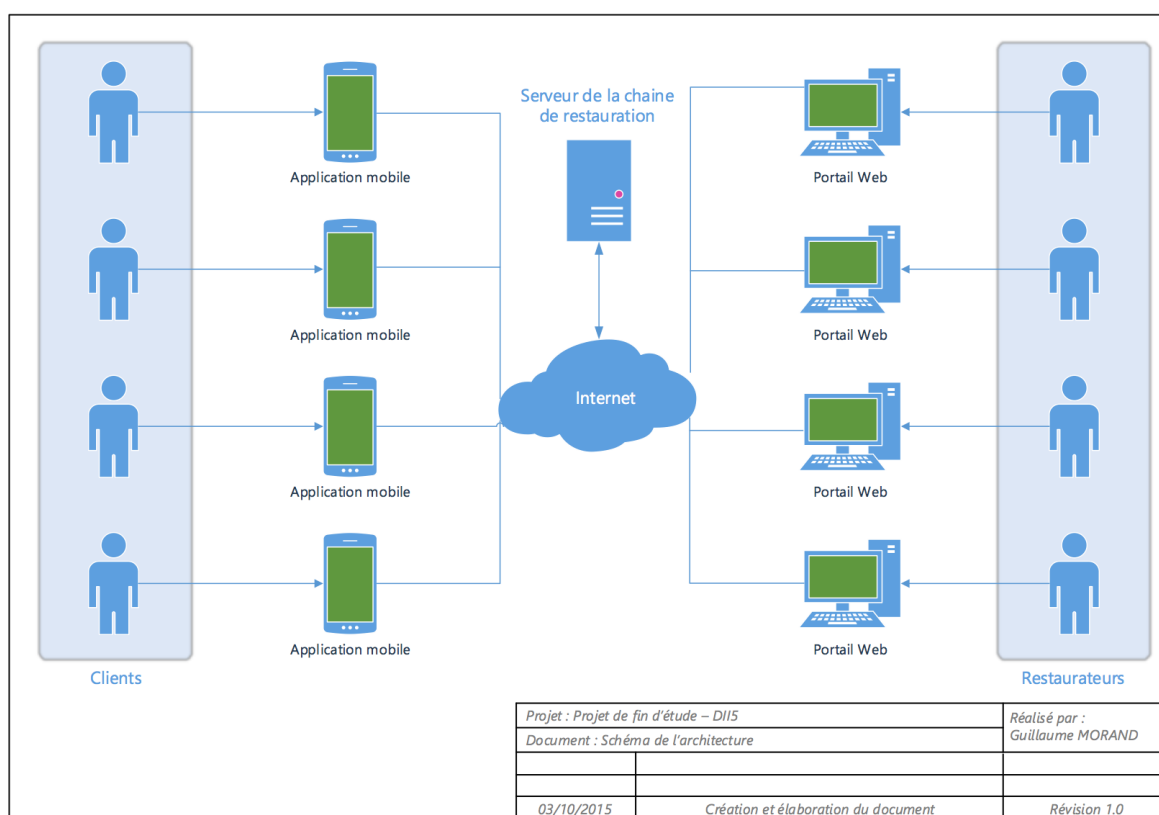 Serveur de la chaine
de restauration
Application mobile
Portail Web
Application mobile
Portail Web
Internet
Application mobile
Portail Web
Application mobile
Portail Web
Clients
Restaurateurs
Projet : Projet de fin d'étude – DII5
Réalisé par :
Guillaume MORAND
Document : Schéma de l'architecture
03/10/2015
Création et élaboration du document
Révision 1.0